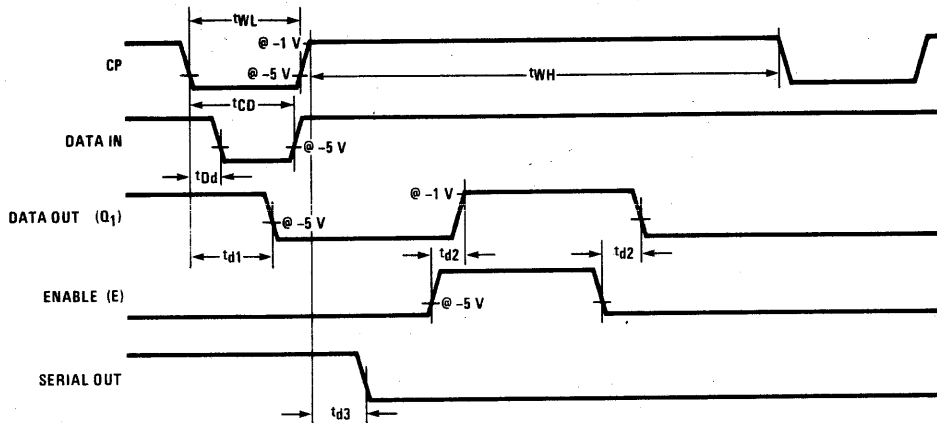 tWL
@ −1 V
CP
@ −5 V
tWH
tCD
DATA IN
@ −5 V
tDd
@ −1 V
DATA OUT (Q1)
@ −5 V
td1
td2
td2
ENABLE (E)
@ −5 V
SERIAL OUT
td3